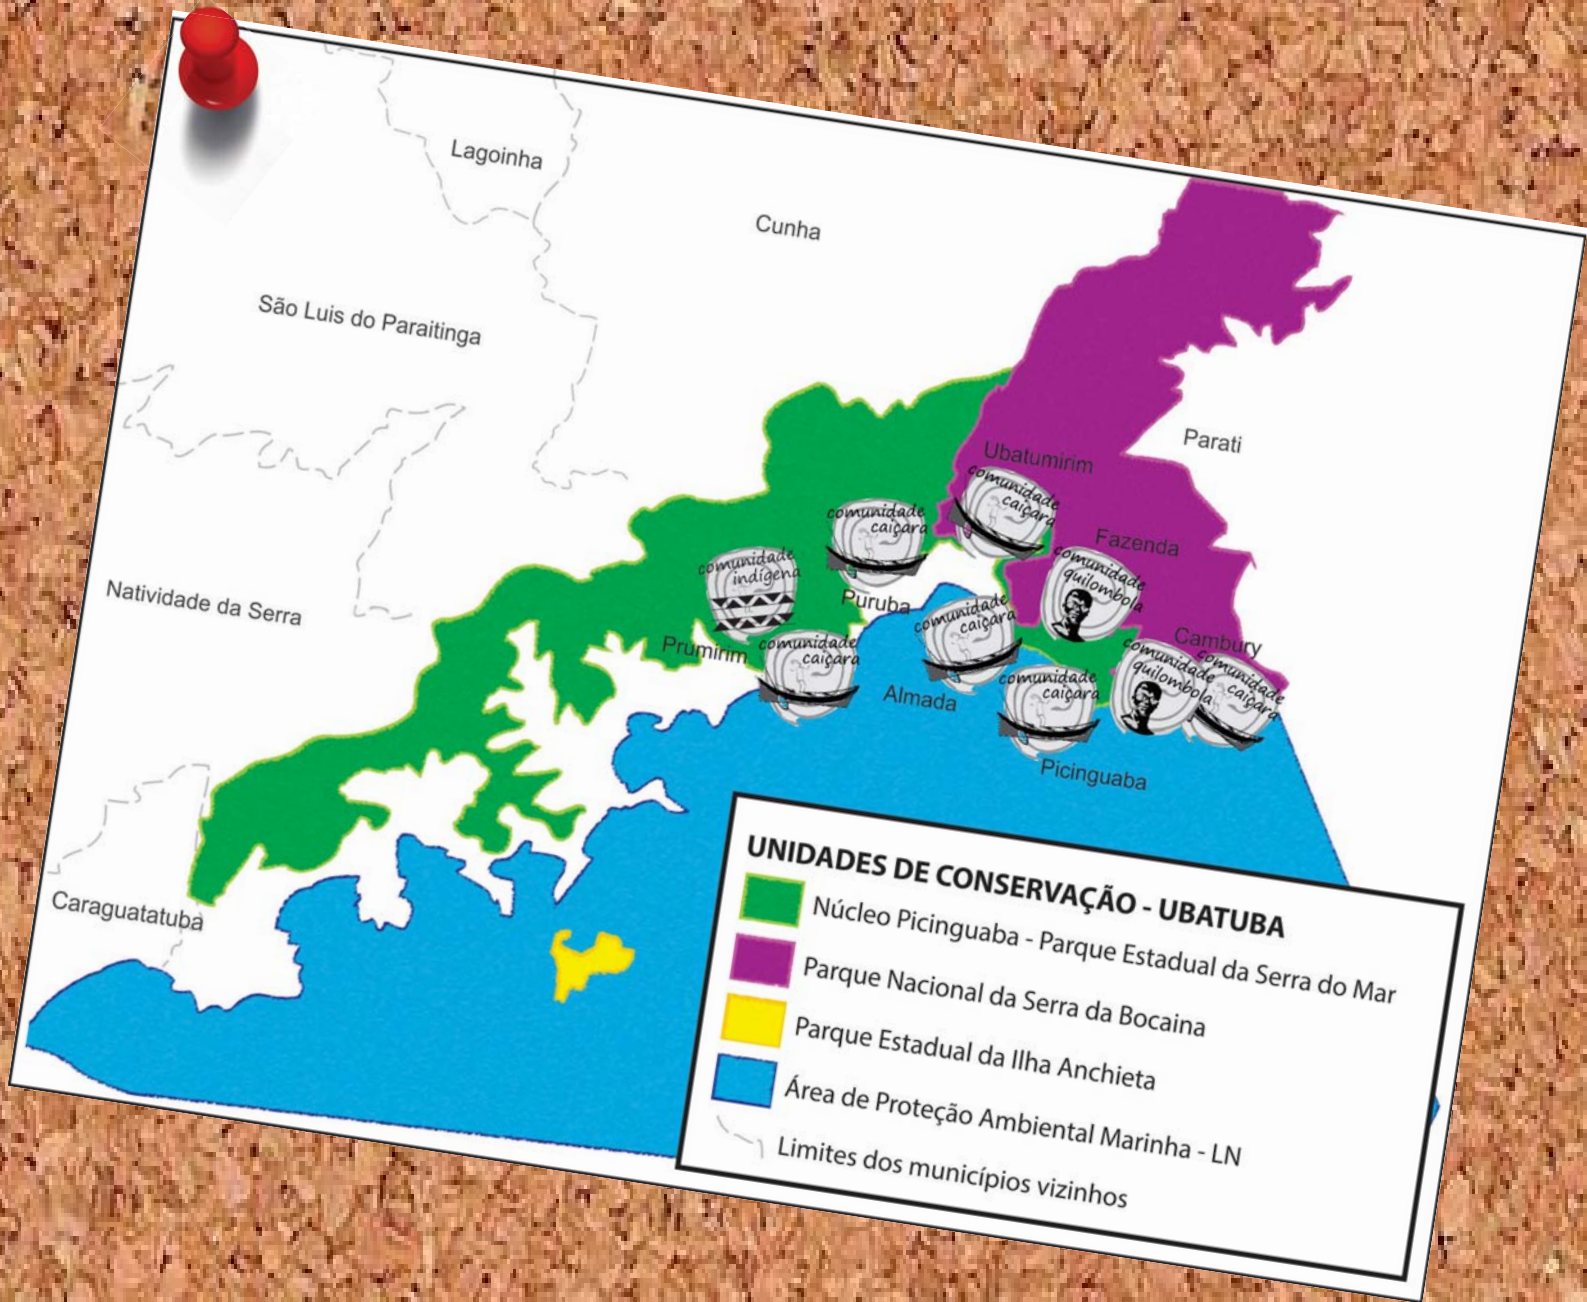 Lagoinha
Cunha
São Luis do Paraitinga
Parati
Ubatumirim
comunidade
caiçara
comunidade
caiçara
Fazenda
comunidade
quilombola
comunidade
indígena
Natividade da Serra
Puruba
comunidade
caiçara
Cambury
comunidade
quilombola
comunidade
caiçara
Prumirim
comunidade
caiçara
Almada
comunidade
caiçara
Picinguaba
Caraguatatuba
UNIDADES DE CONSERVAÇÃO - UBATUBA
Núcleo Picinguaba - Parque Estadual da Serra do Mar
Parque Nacional da Serra da Bocaina
Parque Estadual da Ilha Anchieta
Área de Proteção Ambiental Marinha - LN
Limites dos municípios vizinhos